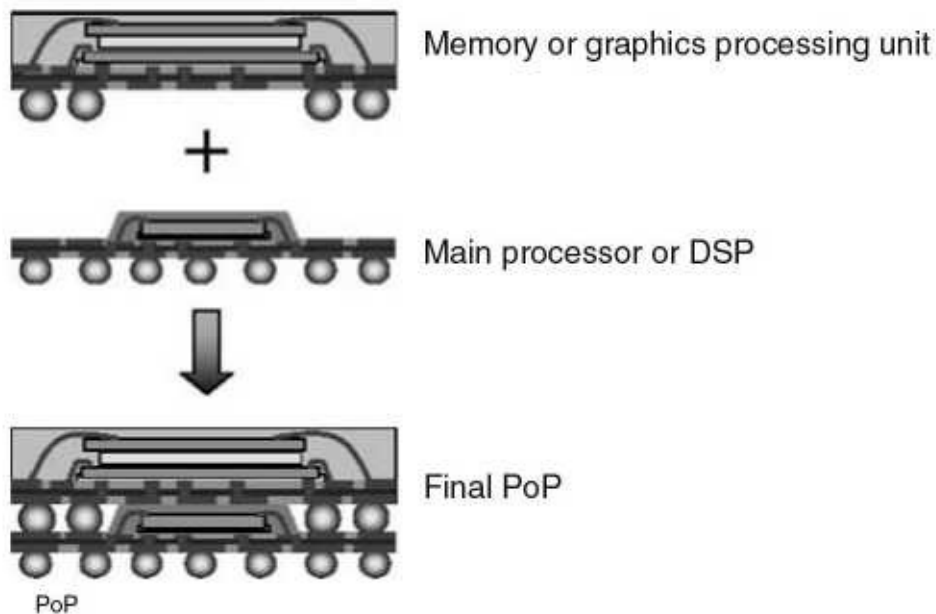 Memory or graphics processing unit
+
Main processor or DSP
Final PoP
PoP